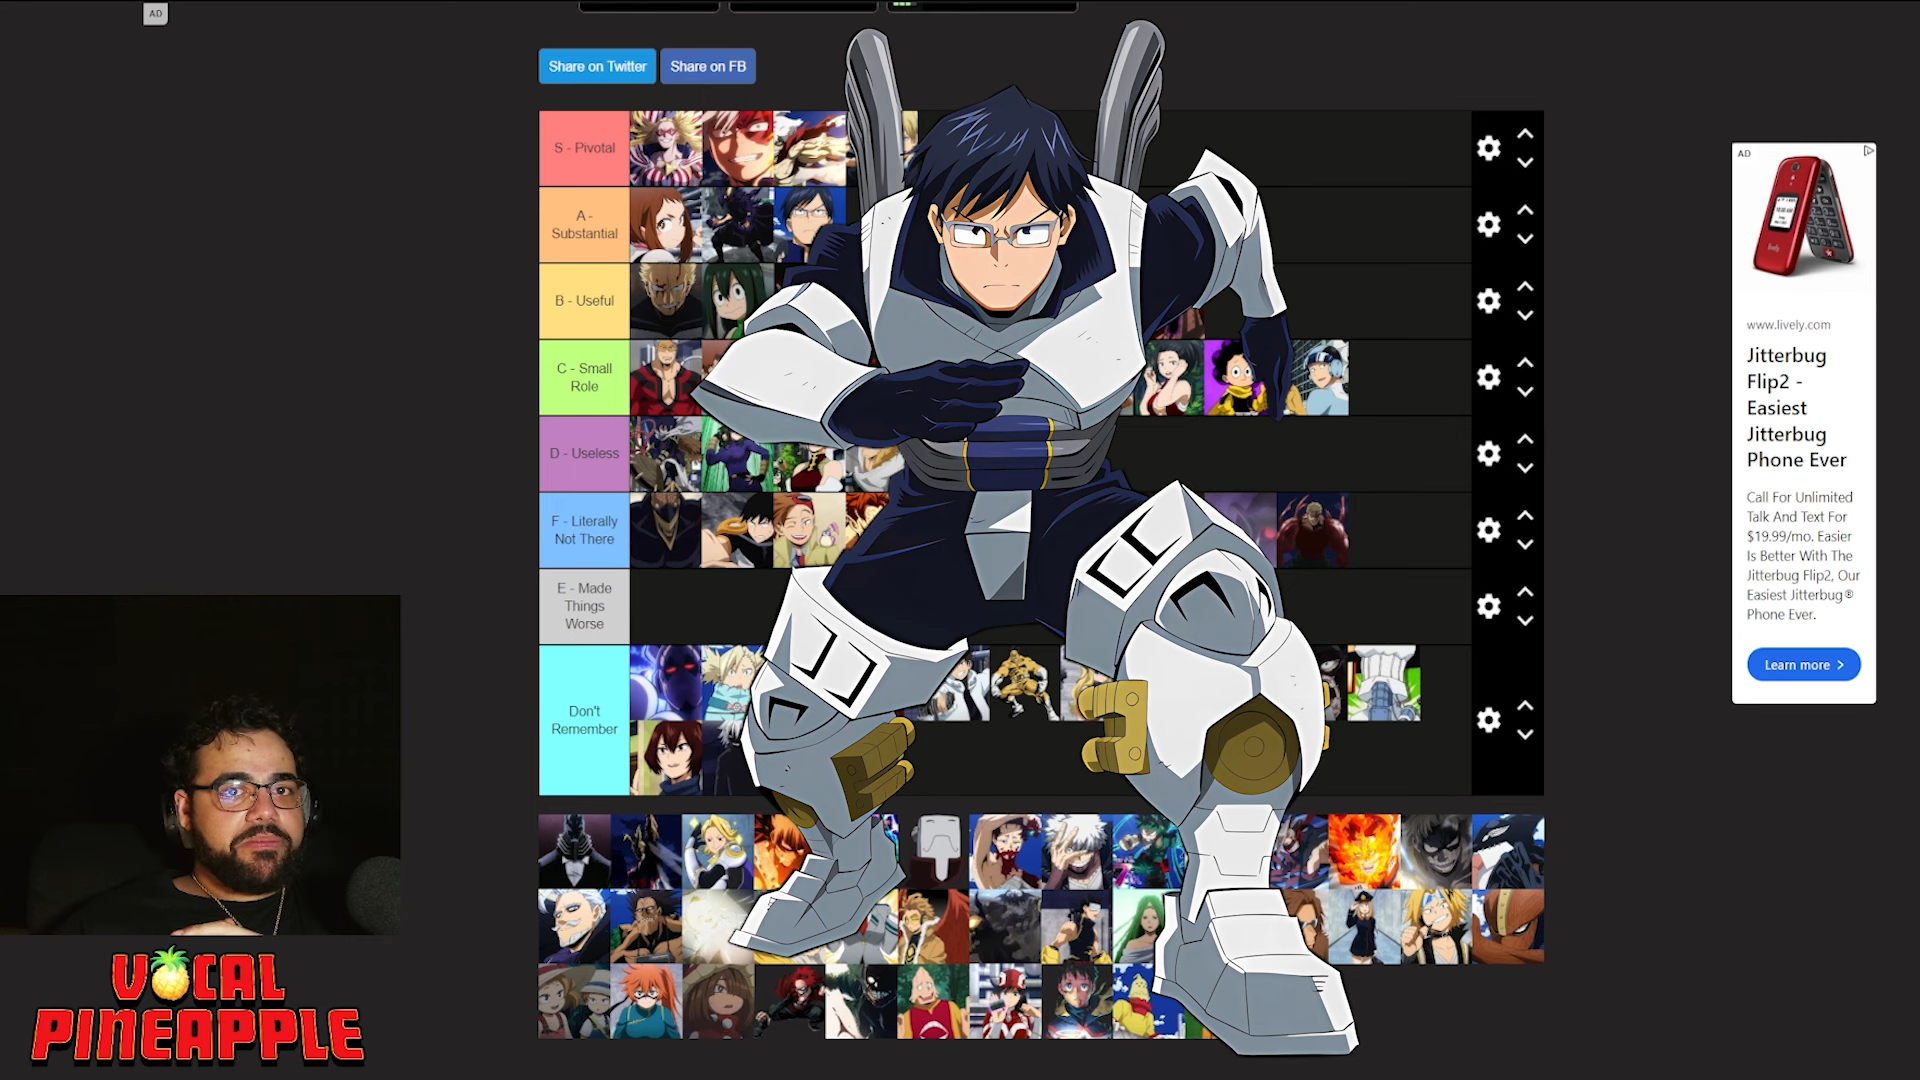 AD
Share on Twitter
Share on FB
S - Pivotal
A -
Substantial
B - Useful
C - Small
Role
D - Useless
F - Literally
Not There
E - Made
Things
Worse
Don't
Remember
AD
www.lively.com
Jitterbug
Flip2 -
Easiest
Jitterbug
Phone Ever
Call For Unlimited
Talk And Text For
$19.99/mo. Easier
Is Better With The
Jitterbug Flip2, Our
Easiest Jitterbug®
Phone Ever.
Learn more >
VOCAL
PINEAPPLE